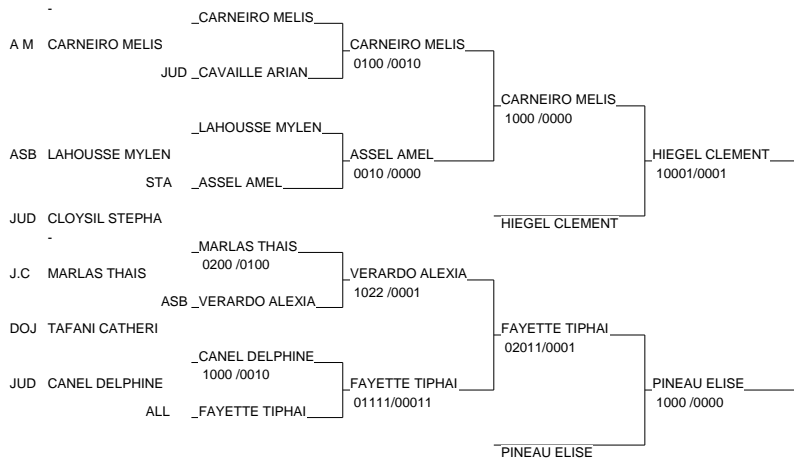 -
_CARNEIRO MELIS
A M CARNEIRO MELIS
CARNEIRO MELIS
0100 /0010
JUD _CAVAILLE ARIAN
CARNEIRO MELIS
1000 /0000
_LAHOUSSE MYLEN
ASB LAHOUSSE MYLEN
ASSEL AMEL
0010 /0000
HIEGEL CLEMENT
10001/0001
STA _ASSEL AMEL
JUD CLOYSIL STEPHA
HIEGEL CLEMENT
-
_MARLAS THAIS
0200 /0100
J.C MARLAS THAIS
VERARDO ALEXIA
1022 /0001
ASB _VERARDO ALEXIA
DOJ TAFANI CATHERI
FAYETTE TIPHAI
02011/0001
_CANEL DELPHINE
1000 /0010
JUD CANEL DELPHINE
FAYETTE TIPHAI
01111/00011
PINEAU ELISE
1000 /0000
ALL _FAYETTE TIPHAI
PINEAU ELISE